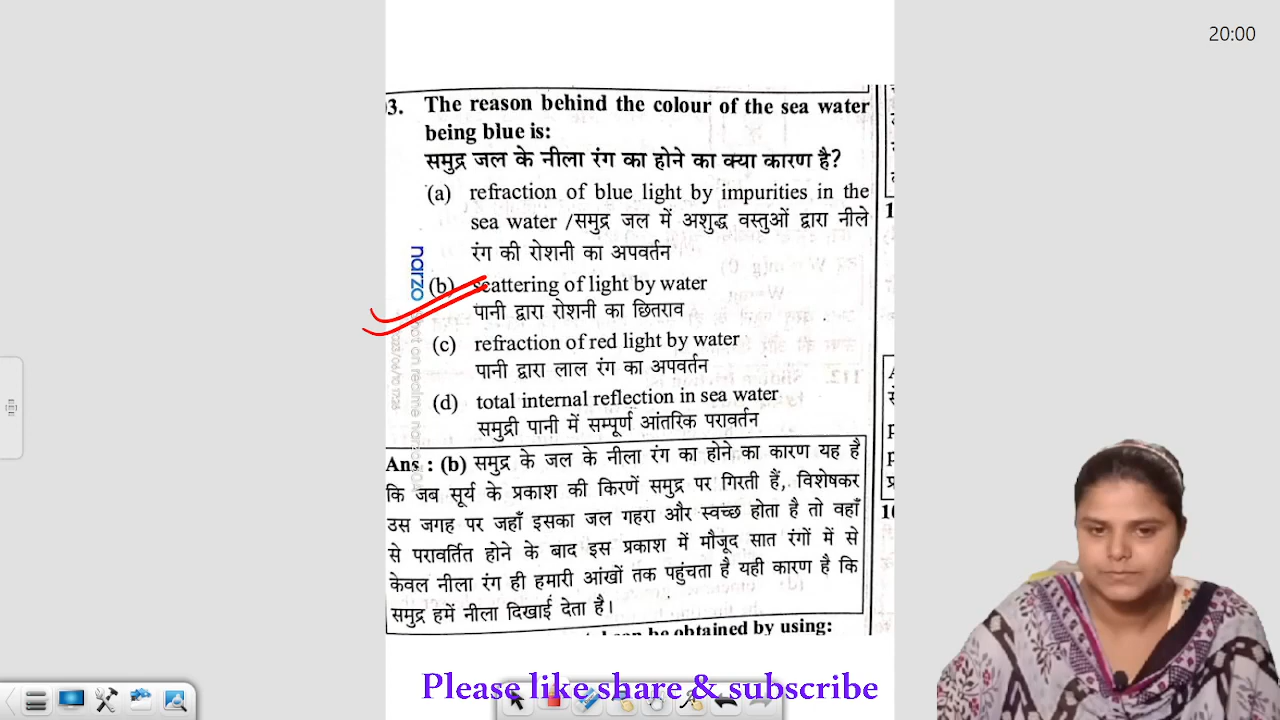 20:00
3. The reason behind the colour of the sea water
being blue is:
समुद्र जल के नीला रंग का होने का क्या कारण है?
(a) refraction of blue light by impurities in the
sea water /समुद्र जल में अशुद्ध वस्तुओं द्वारा नीले
रंग की रोशनी का अपवर्तन
(b) scattering of light by water
पानी द्वारा रोशनी का छितराव
(c) refraction of red light by water
पानी द्वारा लाल रंग का अपवर्तन
(d) total internal reflection in sea water
समुद्री पानी में सम्पूर्ण आंतरिक परावर्तन
Ans : (b) समुद्र के जल के नीला रंग का होने का कारण यह है
कि जब सूर्य के प्रकाश की किरणें समुद्र पर गिरती हैं, विशेषकर
उस जगह पर जहाँ इसका जल गहरा और स्वच्छ होता है तो वहाँ
से परावर्तित होने के बाद इस प्रकाश में मौजूद सात रंगों में से
केवल नीला रंग ही हमारी आंखों तक पहुंचता है यही कारण है कि
समुद्र हमें नीला दिखाई देता है।
be obtained by using:
narzo
Please like share & subscribe